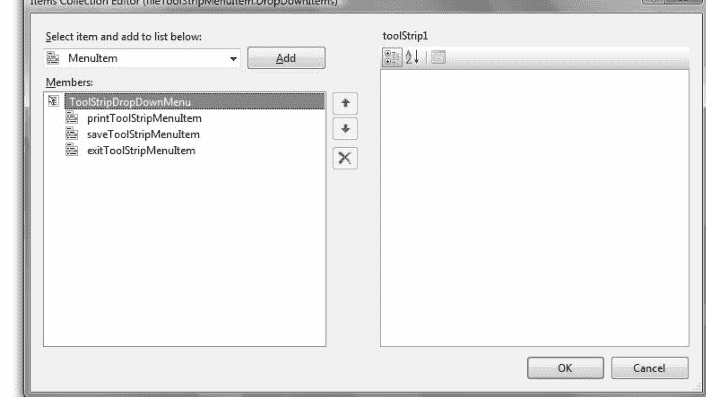 Items Collection Editor (fileToolStripMenuItem.DropDownItems)
Select item and add to list below:
MenuItem
Add
Members:
ToolStripDropDownMenu
printToolStripMenuItem
saveToolStripMenuItem
exitToolStripMenuItem
toolStrip1
OK
Cancel